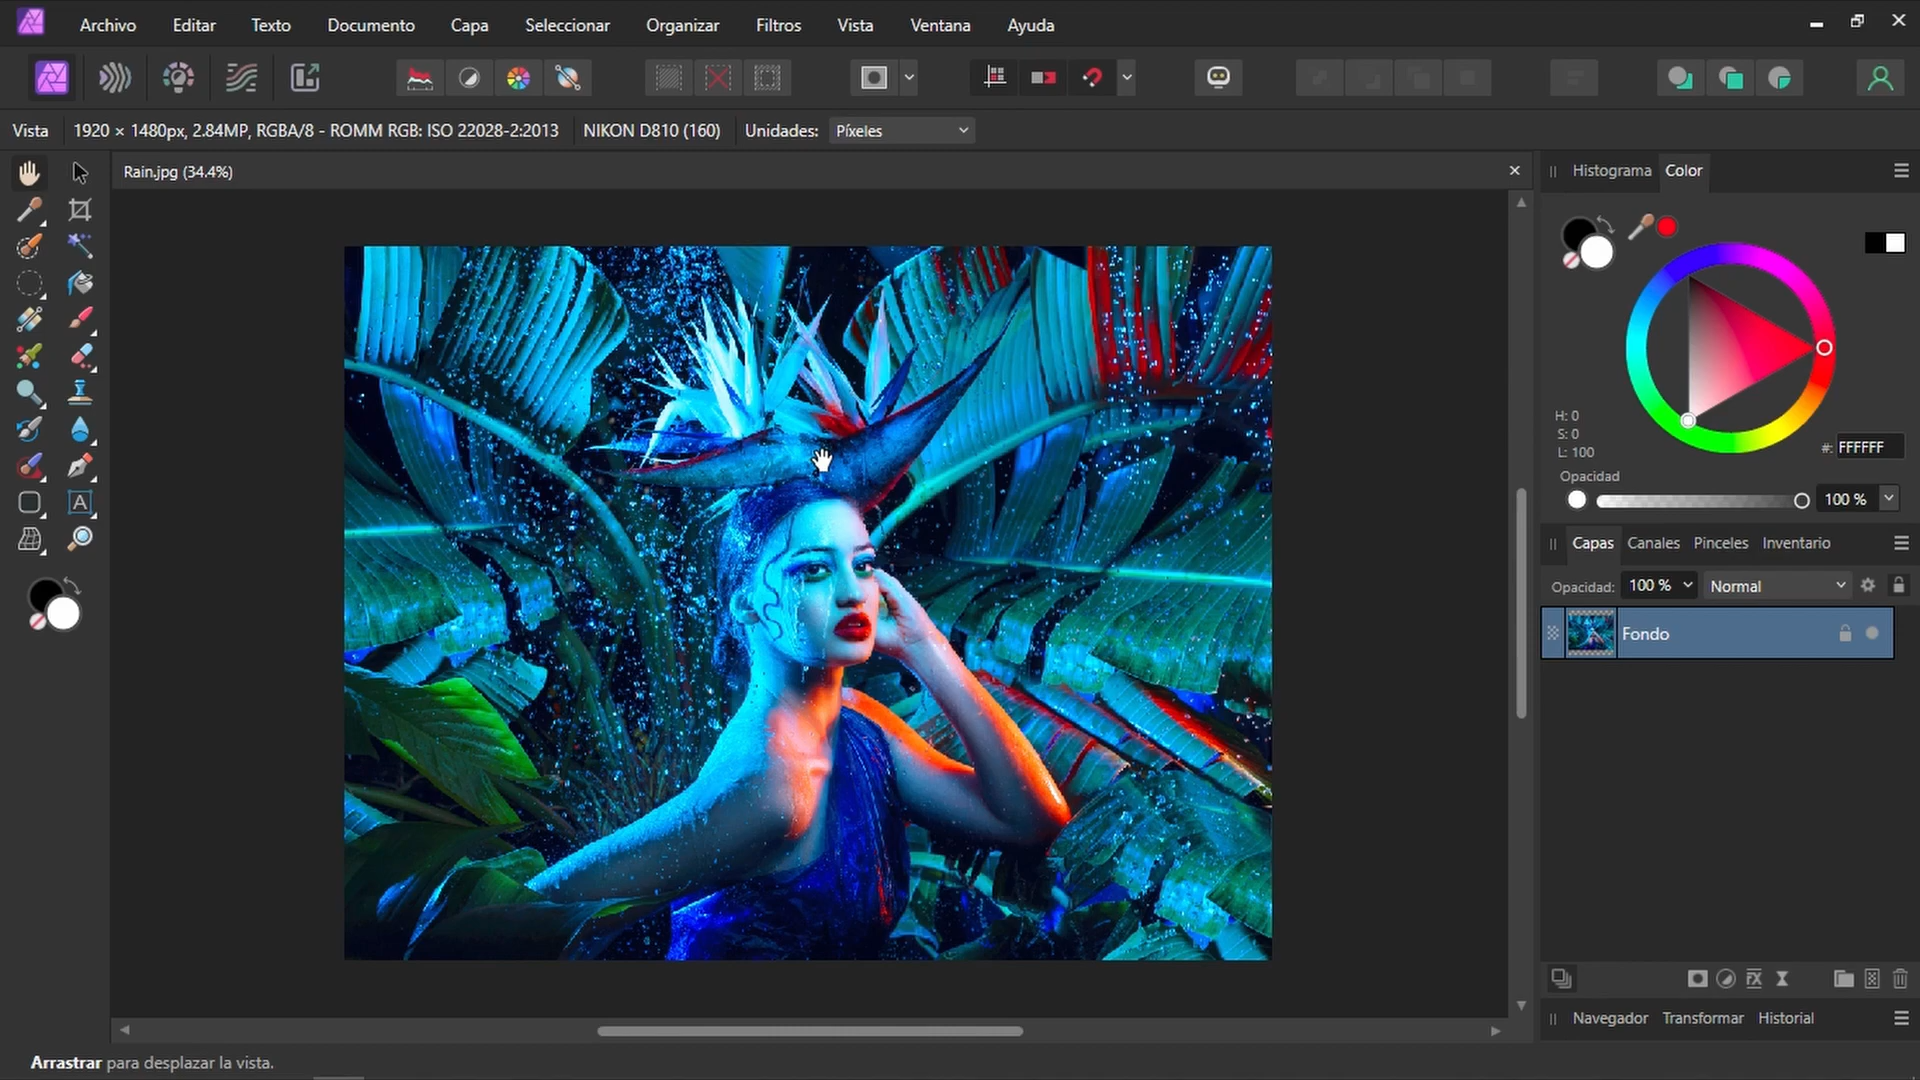 Archivo Editar Texto Documento Capa Seleccionar Organizar Filtros Vista Ventana Ayuda
Vista 1920 × 1480px, 2.84MP, RGBA/8 - ROMM RGB: ISO 22028-2:2013 NIKON D810 (160) Unidades: Píxeles
Rain.jpg (34.4%)
Histograma Color
H: 0
S: 0
L: 100
#: FFFFFF
Opacidad
100 %
Capas Canales Pinceles Inventario
Opacidad: 100 % Normal
Fondo
Navegador Transformar Historial
Arrastrar para desplazar la vista.